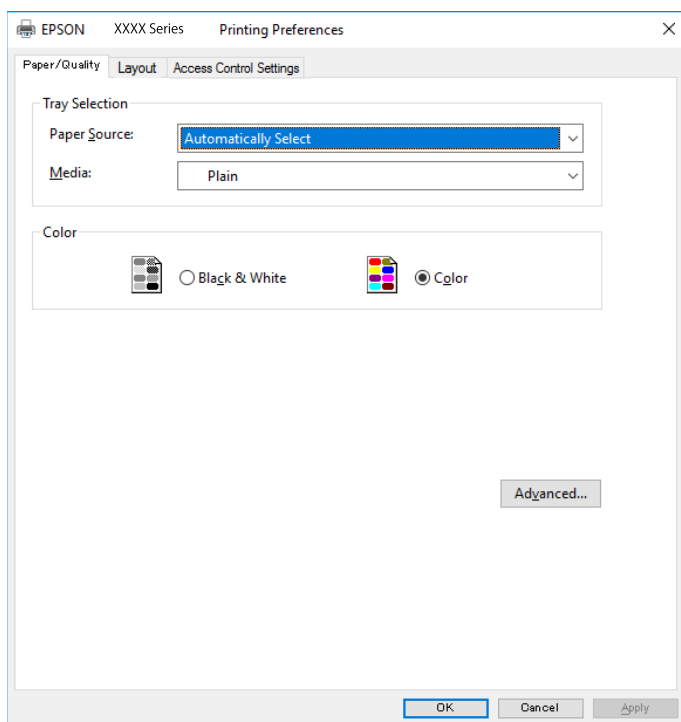 EPSON XXXX Series Printing Preferences
Paper/Quality Layout Access Control Settings
Tray Selection
Paper Source: Automatically Select
Media: Plain
Color
Black & White Color
Advanced...
OK Cancel Apply